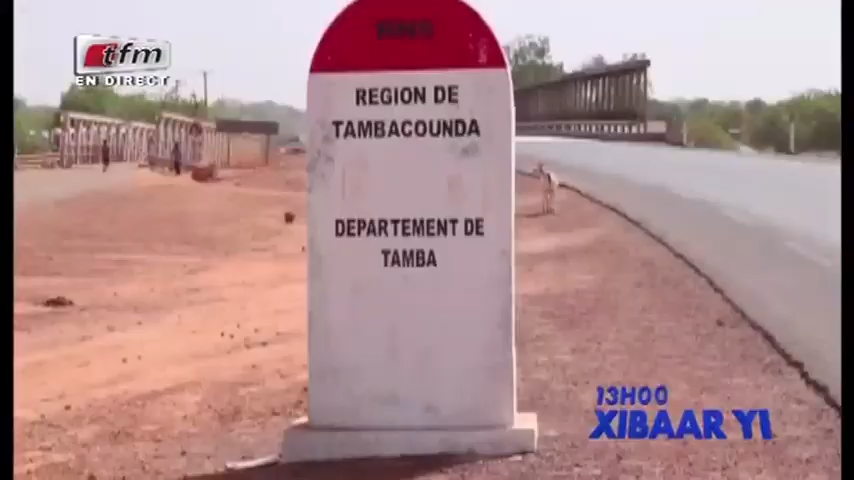 tfm
EN DIRECT
REGION DE
TAMBACOUNDA
DEPARTEMENT DE
TAMBA
13H00
XIBAAR YI